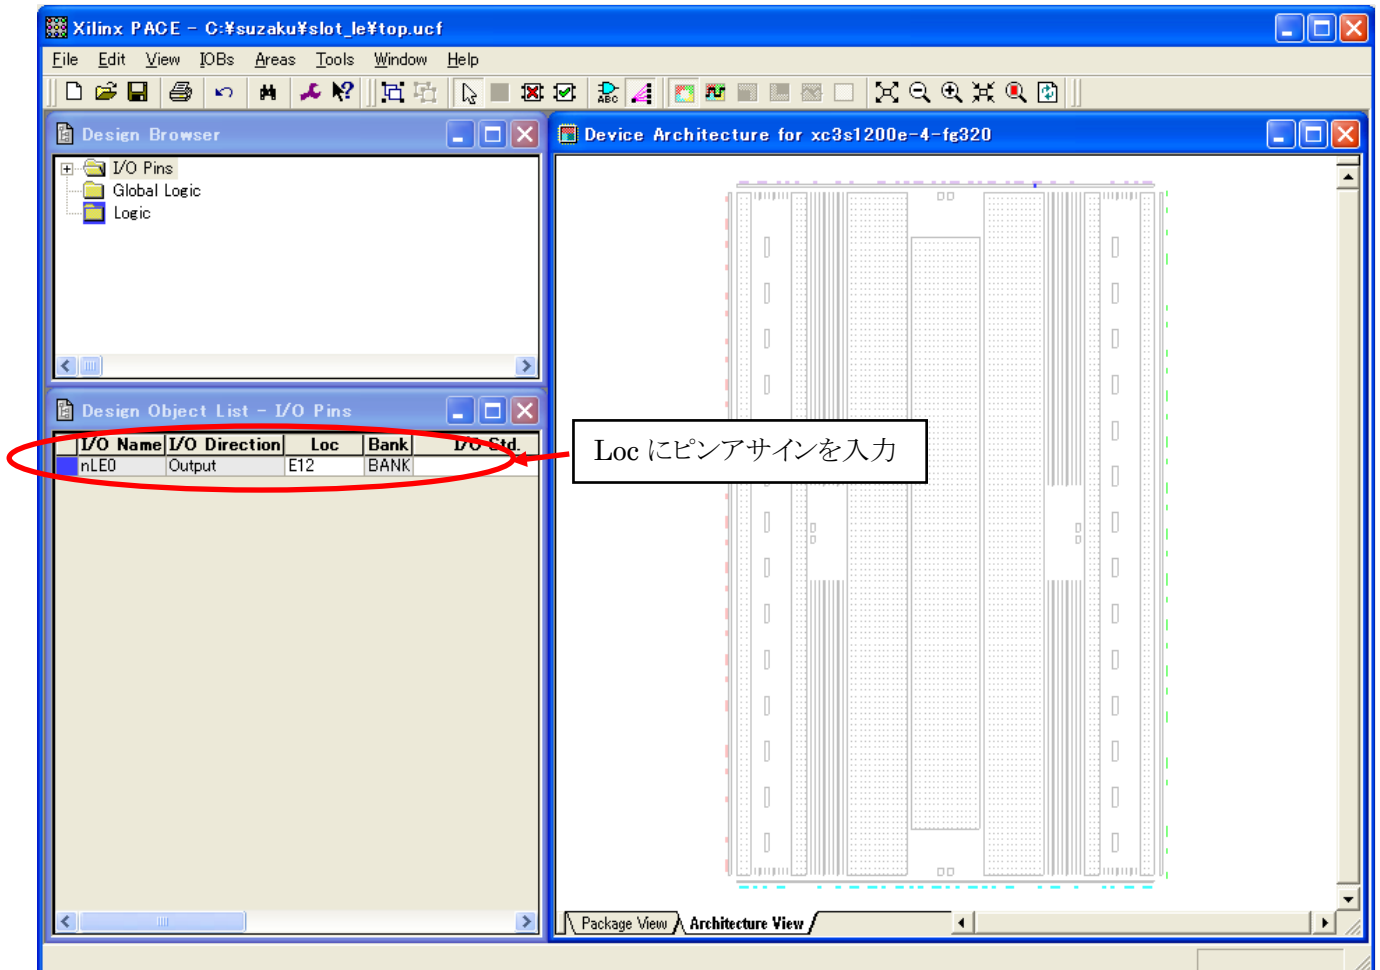 Xilinx PACE - C:¥suzaku¥slot_le¥top.ucf
File Edit View IOBs Areas Tools Window Help
ABC
Design Browser
I/O Pins
Global Logic
Logic
Device Architecture for xc3s1200e-4-fg320
Design Object List - I/O Pins
I/O Name I/O Direction Loc Bank I/O Std.
nLE0 Output E12 BANK
Loc にピンアサインを入力
Package View Architecture View